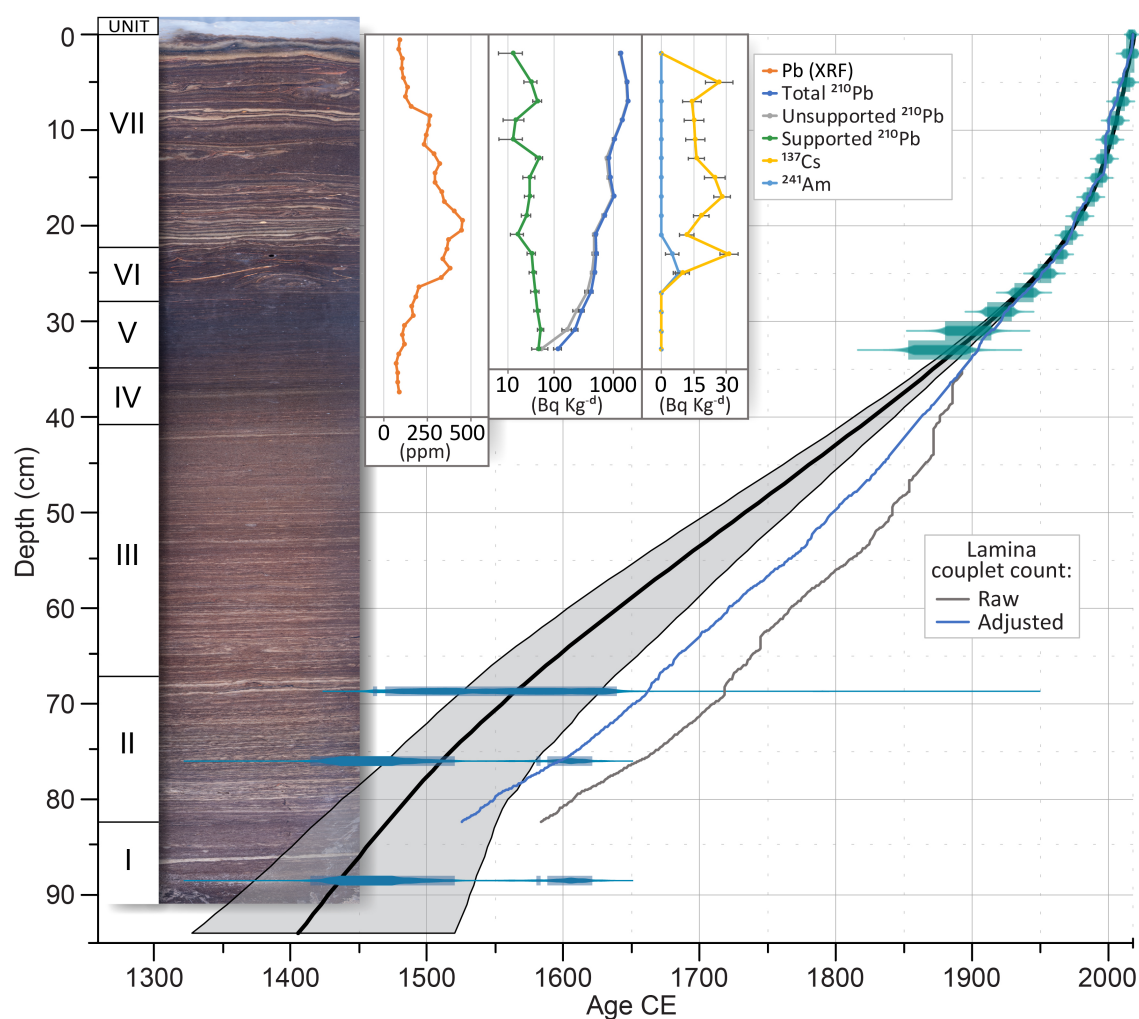 UNIT
VII
VI
V
IV
III
II
I
Depth (cm)
0
10
20
30
40
50
60
70
80
90
0 250 500
(ppm)
10 100 1000
(Bq Kg⁻ᵈ)
0 15 30
(Bq Kg⁻ᵈ)
Pb (XRF)
Total ²¹⁰Pb
Unsupported ²¹⁰Pb
Supported ²¹⁰Pb
¹³⁷Cs
²⁴¹Am
Lamina
couplet count:
Raw
Adjusted
1300 1400 1500 1600 1700 1800 1900 2000
Age CE